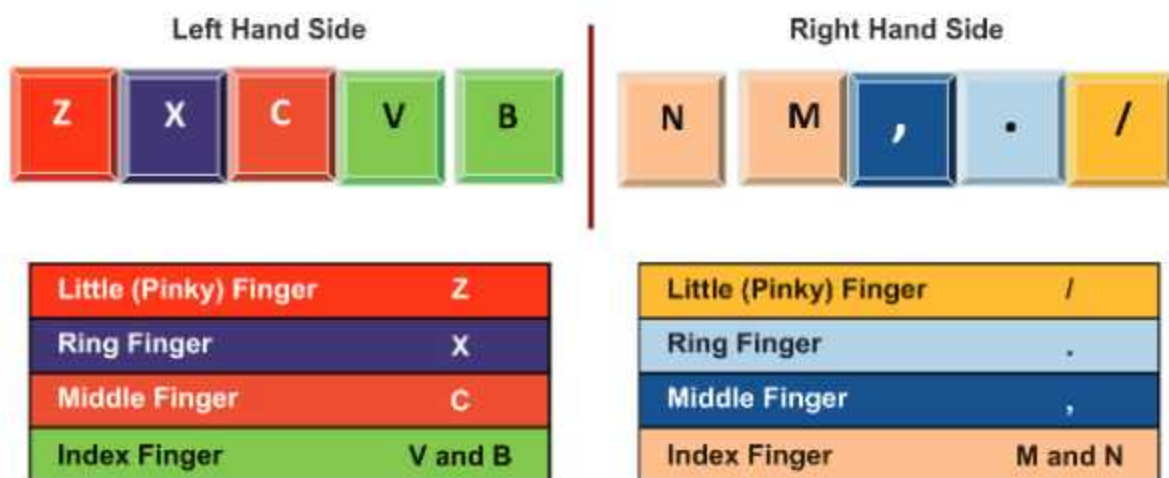 Left Hand Side
Z X C V B
Little (Pinky) Finger Z
Ring Finger X
Middle Finger C
Index Finger V and B
Right Hand Side
N M , . /
Little (Pinky) Finger /
Ring Finger .
Middle Finger ,
Index Finger M and N